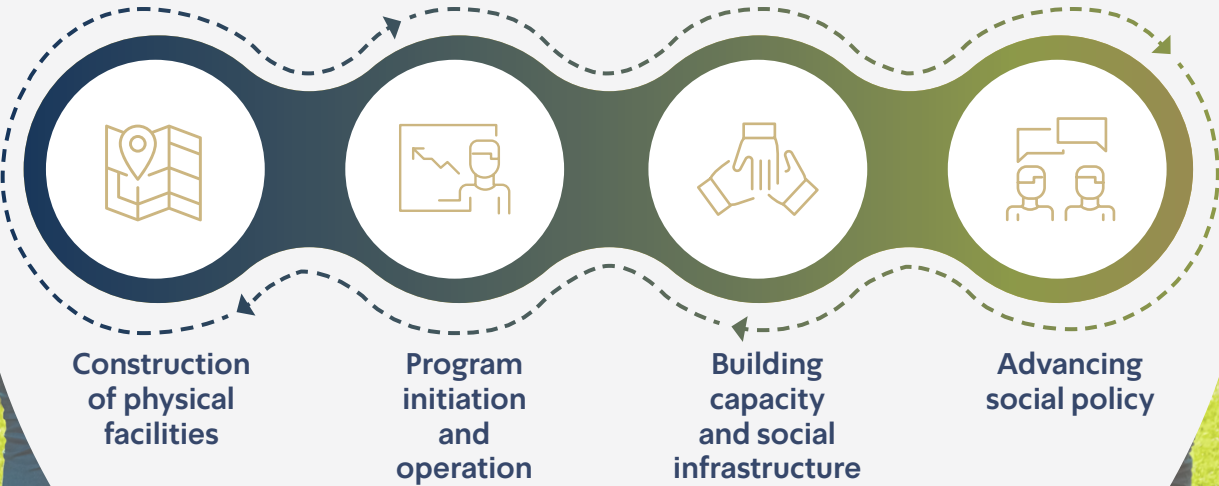 Construction
of physical
facilities
Program
initiation
and
operation
Building
capacity
and social
infrastructure
Advancing
social policy